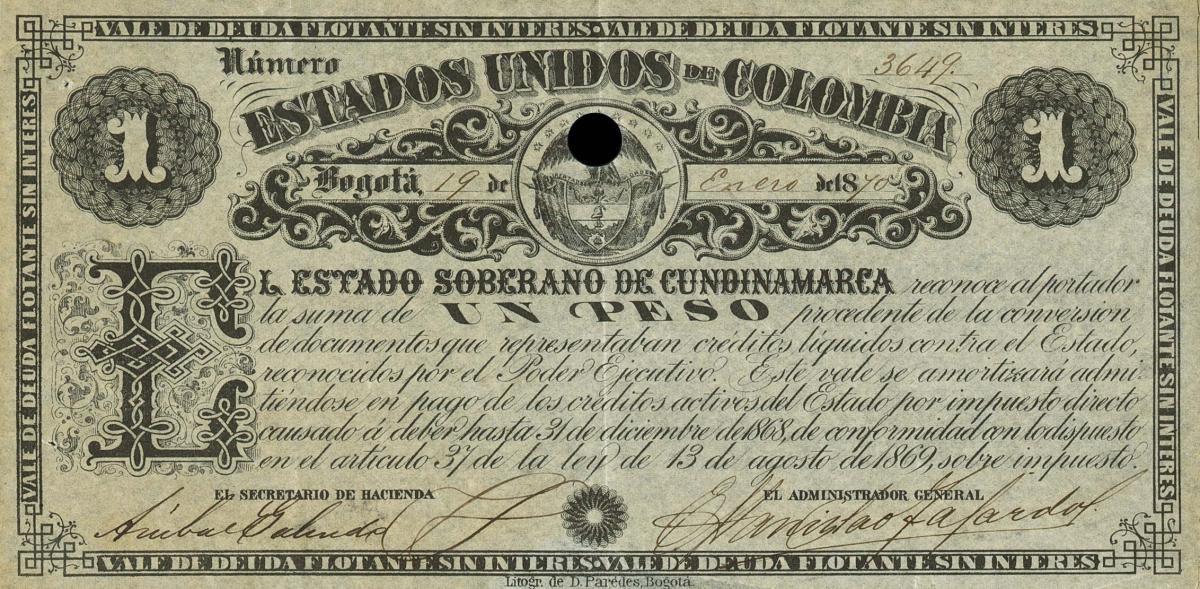 VALE DE DEUDA FLOTANTE SIN INTERES·VALE DE DEUDA FLOTANTE SIN INTERES
VALE DE DEUDA FLOTANTE SIN INTERES
VALE DE DEUDA FLOTANTE SIN INTERES
Número 3649.
ESTADOS UNIDOS DE COLOMBIA
1 1
Bogotá, 19 de Enero de 1870
EL ESTADO SOBERANO DE CUNDINAMARCA reconoce al portador
la suma de UN PESO procedente de la conversion
de documentos que representaban créditos líquidos contra el Estado,
reconocidos por el Poder Ejecutivo. Este vale se amortizará admi-
tiéndose en pago de los créditos activos del Estado por impuesto directo
causado á deber hasta 31 de diciembre de 1868, de conformidad con lo dispuesto
en el artículo 37 de la ley de 13 de agosto de 1869, sobre impuesto.
EL SECRETARIO DE HACIENDA EL ADMINISTRADOR GENERAL
Aníbal Galindo Estanislao Fajardo
VALE DE DEUDA FLOTANTE SIN INTERES·VALE DE DEUDA FLOTANTE SIN INTERES
Litogr. de D. Parédes, Bogotá.